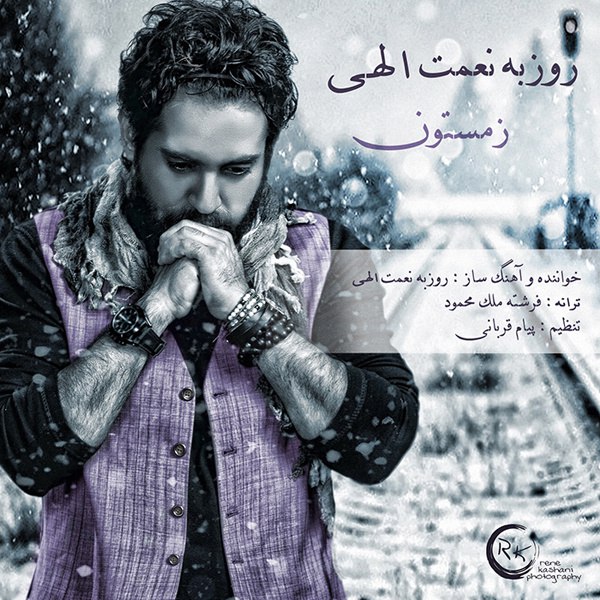 روزبه نعمت الهی
زمستون
خواننده و آهنگ ساز : روزبه نعمت الهی
ترانه : فرشته ملک محمود
تنظیم : پیام قربانی
RK
rene
kashani
photography